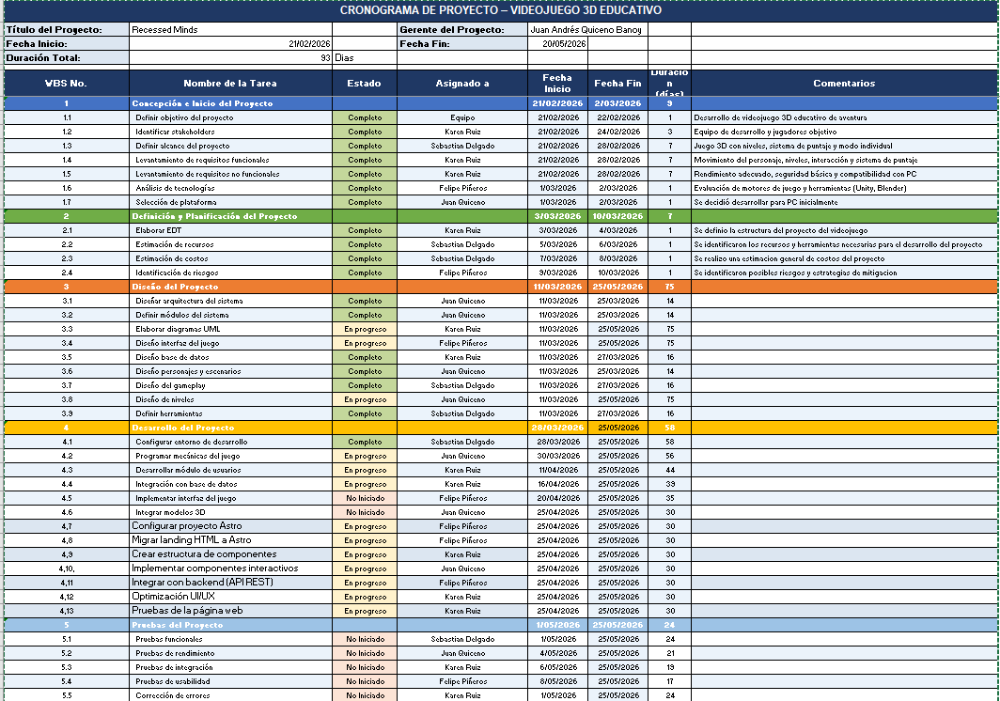 CRONOGRAMA DE PROYECTO – VIDEOJUEGO 3D EDUCATIVO
Título del Proyecto: Recessed Minds Gerente del Proyecto: Juan Andrés Quiceno Banoy
Fecha Inicio: 21/02/2026 Fecha Fin: 20/05/2026
Duración Total: 93 Dias
WBS No. Nombre de la Tarea Estado Asignado a Fecha Inicio Fecha Fin Duración (días) Comentarios
1 Concepción e Inicio del Proyecto 21/02/2026 2/03/2026 9
1.1 Definir objetivo del proyecto Completo Equipo 21/02/2026 22/02/2026 1 Desarrollo de videojuego 3D educativo de aventura
1.2 Identificar stakeholders Completo Karen Ruiz 21/02/2026 24/02/2026 3 Equipo de desarrollo y jugadores objetivo
1.3 Definir alcance del proyecto Completo Sebastian Delgado 21/02/2026 28/02/2026 7 Juego 3D con niveles, sistema de puntaje y modo individual
1.4 Levantamiento de requisitos funcionales Completo Karen Ruiz 21/02/2026 28/02/2026 7 Movimiento del personaje, niveles, interacción y sistema de puntaje
1.5 Levantamiento de requisitos no funcionales Completo Karen Ruiz 21/02/2026 28/02/2026 7 Rendimiento adecuado, seguridad básica y compatibilidad con PC
1.6 Análisis de tecnologías Completo Felipe Piñeros 1/03/2026 2/03/2026 1 Evaluación de motores de juego y herramientas (Unity, Blender)
1.7 Selección de plataforma Completo Juan Quiceno 1/03/2026 2/03/2026 1 Se decidió desarrollar para PC inicialmente
2 Definición y Planificación del Proyecto 3/03/2026 10/03/2026 7
2.1 Elaborar EDT Completo Karen Ruiz 3/03/2026 4/03/2026 1 Se definio la estructura del proyecto del videojuego
2.2 Estimación de recursos Completo Sebastian Delgado 5/03/2026 6/03/2026 1 Se identificaron los recursos y herramientas necesarias para el desarrollo del proyecto
2.3 Estimación de costos Completo Sebastian Delgado 7/03/2026 8/03/2026 1 Se realizo una estimacion general de costos del proyecto
2.4 Identificación de riesgos Completo Felipe Piñeros 9/03/2026 10/03/2026 1 Se identificaron posibles riesgos y estrategias de mitigacion
3 Diseño del Proyecto 11/03/2026 25/05/2026 75
3.1 Diseñar arquitectura del sistema Completo Juan Quiceno 11/03/2026 25/03/2026 14
3.2 Definir módulos del sistema Completo Juan Quiceno 11/03/2026 25/03/2026 14
3.3 Elaborar diagramas UML En progreso Karen Ruiz 11/03/2026 25/05/2026 75
3.4 Diseño interfaz del juego En progreso Felipe Piñeros 11/03/2026 25/05/2026 75
3.5 Diseño base de datos Completo Karen Ruiz 11/03/2026 27/03/2026 16
3.6 Diseño personajes y escenarios Completo Juan Quiceno 11/03/2026 25/03/2026 14
3.7 Diseño del gameplay Completo Sebastian Delgado 11/03/2026 27/03/2026 16
3.8 Diseño de niveles En progreso Juan Quiceno 11/03/2026 25/05/2026 75
3.9 Definir herramientas Completo Sebastian Delgado 11/03/2026 27/03/2026 16
4 Desarrollo del Proyecto 28/03/2026 25/05/2026 58
4.1 Configurar entorno de desarrollo Completo Sebastian Delgado 28/03/2026 25/05/2026 58
4.2 Programar mecánicas del juego En progreso Juan Quiceno 30/03/2026 25/05/2026 56
4.3 Desarrollar módulo de usuarios En progreso Karen Ruiz 11/04/2026 25/05/2026 44
4.4 Integración con base de datos En progreso Karen Ruiz 16/04/2026 25/05/2026 39
4.5 Implementar interfaz del juego No Iniciado Felipe Piñeros 20/04/2026 25/05/2026 35
4.6 Integrar modelos 3D No Iniciado Juan Quiceno 25/04/2026 25/05/2026 30
4,7 Configurar proyecto Astro En progreso Felipe Piñeros 25/04/2026 25/05/2026 30
4,8 Migrar landing HTML a Astro En progreso Felipe Piñeros 25/04/2026 25/05/2026 30
4,9 Crear estructura de componentes En progreso Karen Ruiz 25/04/2026 25/05/2026 30
4,10, Implementar componentes interactivos En progreso Juan Quiceno 25/04/2026 25/05/2026 30
4,11 Integrar con backend (API REST) En progreso Felipe Piñeros 25/04/2026 25/05/2026 30
4,12 Optimización UI/UX En progreso Karen Ruiz 25/04/2026 25/05/2026 30
4,13 Pruebas de la página web En progreso Karen Ruiz 25/04/2026 25/05/2026 30
5 Pruebas del Proyecto 1/05/2026 25/05/2026 24
5.1 Pruebas funcionales No Iniciado Sebastian Delgado 1/05/2026 25/05/2026 24
5.2 Pruebas de rendimiento No Iniciado Juan Quiceno 4/05/2026 25/05/2026 21
5.3 Pruebas de integración No Iniciado Karen Ruiz 6/05/2026 25/05/2026 19
5.4 Pruebas de usabilidad No Iniciado Felipe Piñeros 8/05/2026 25/05/2026 17
5.5 Corrección de errores No Iniciado Karen Ruiz 1/05/2026 25/05/2026 24